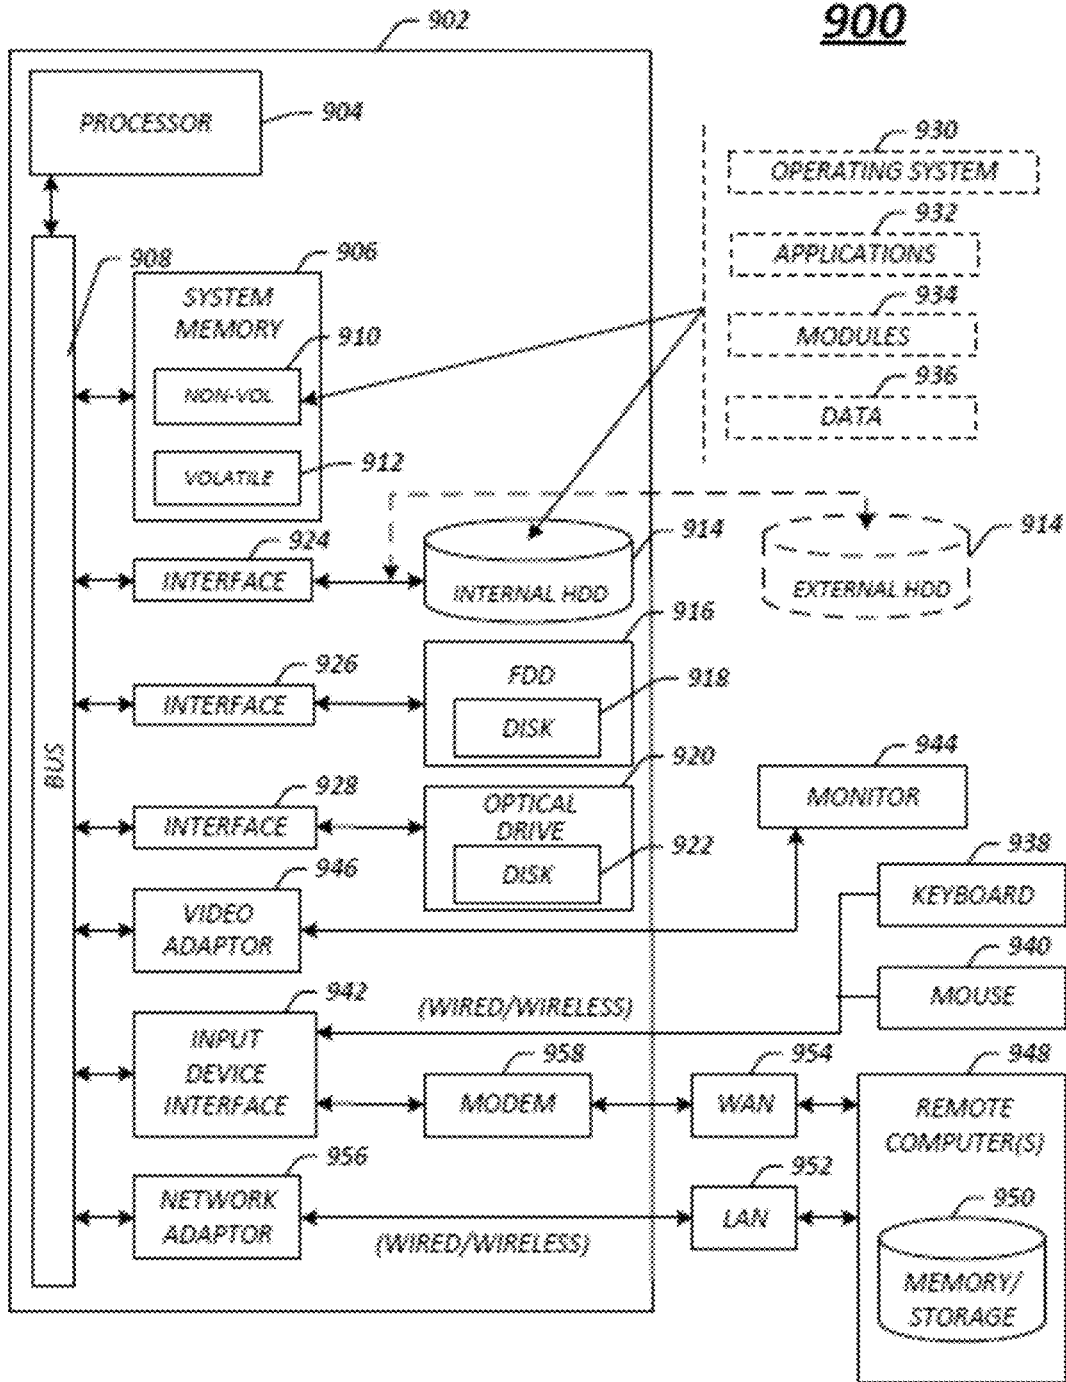 900
902
PROCESSOR
904
930
OPERATING SYSTEM
932
APPLICATIONS
934
MODULES
936
DATA
908
906
SYSTEM
MEMORY
910
NON-VOL
912
VOLATILE
924
INTERFACE
914
INTERNAL HDD
914
EXTERNAL HDD
916
FDD
918
DISK
926
INTERFACE
BUS
920
OPTICAL
DRIVE
922
DISK
928
INTERFACE
944
MONITOR
946
VIDEO
ADAPTOR
938
KEYBOARD
940
MOUSE
942
INPUT
DEVICE
INTERFACE
(WIRED/WIRELESS)
958
MODEM
954
WAN
948
REMOTE
COMPUTER(S)
956
NETWORK
ADAPTOR
(WIRED/WIRELESS)
952
LAN
950
MEMORY/
STORAGE